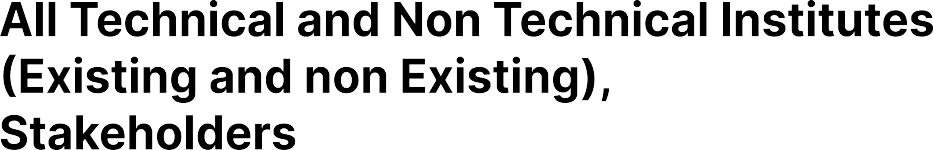 All Technical and Non Technical Institutes
(Existing and non Existing),
Stakeholders